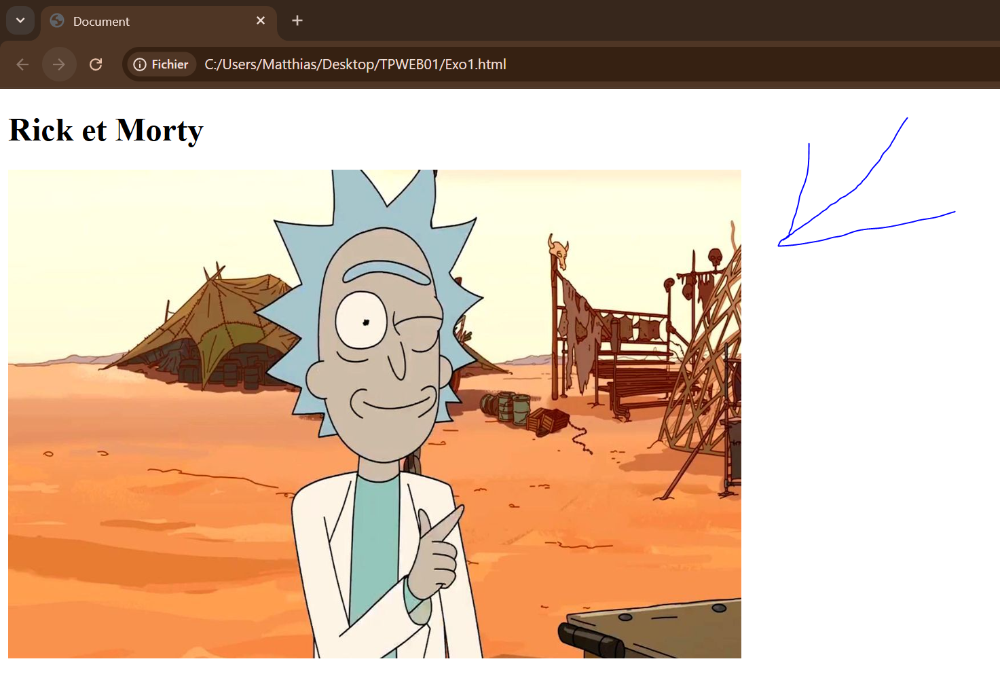 Document
Fichier C:/Users/Matthias/Desktop/TPWEB01/Exo1.html
Rick et Morty